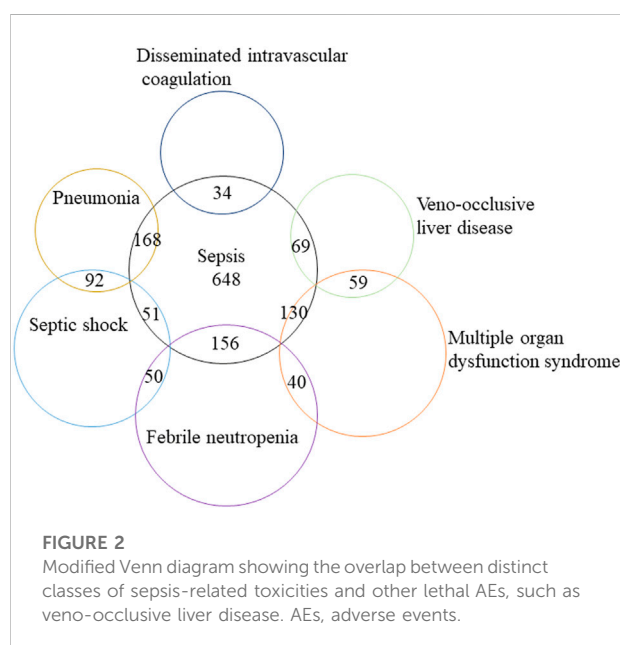 Disseminated intravascular
coagulation
34
Pneumonia
168
Sepsis
648
69
Veno-occlusive
liver disease
92
59
51
130
Septic shock
156
Multiple organ
dysfunction syndrome
50
40
Febrile neutropenia
FIGURE 2
Modified Venn diagram showing the overlap between distinct
classes of sepsis-related toxicities and other lethal AEs, such as
veno-occlusive liver disease. AEs, adverse events.